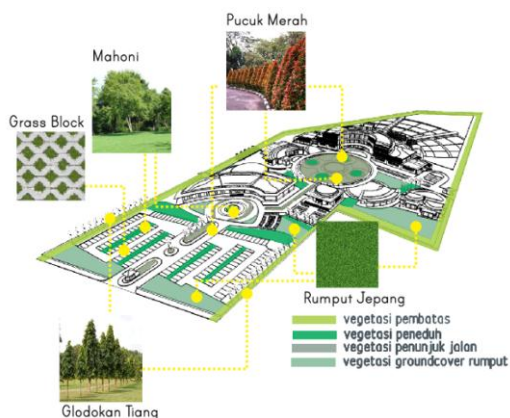 Pucuk Merah
Mahoni
Grass Block
Rumput Jepang
vegetasi pembatas
vegetasi peneduh
vegetasi penunjuk jalan
vegetasi groundcover rumput
Glodokan Tiang